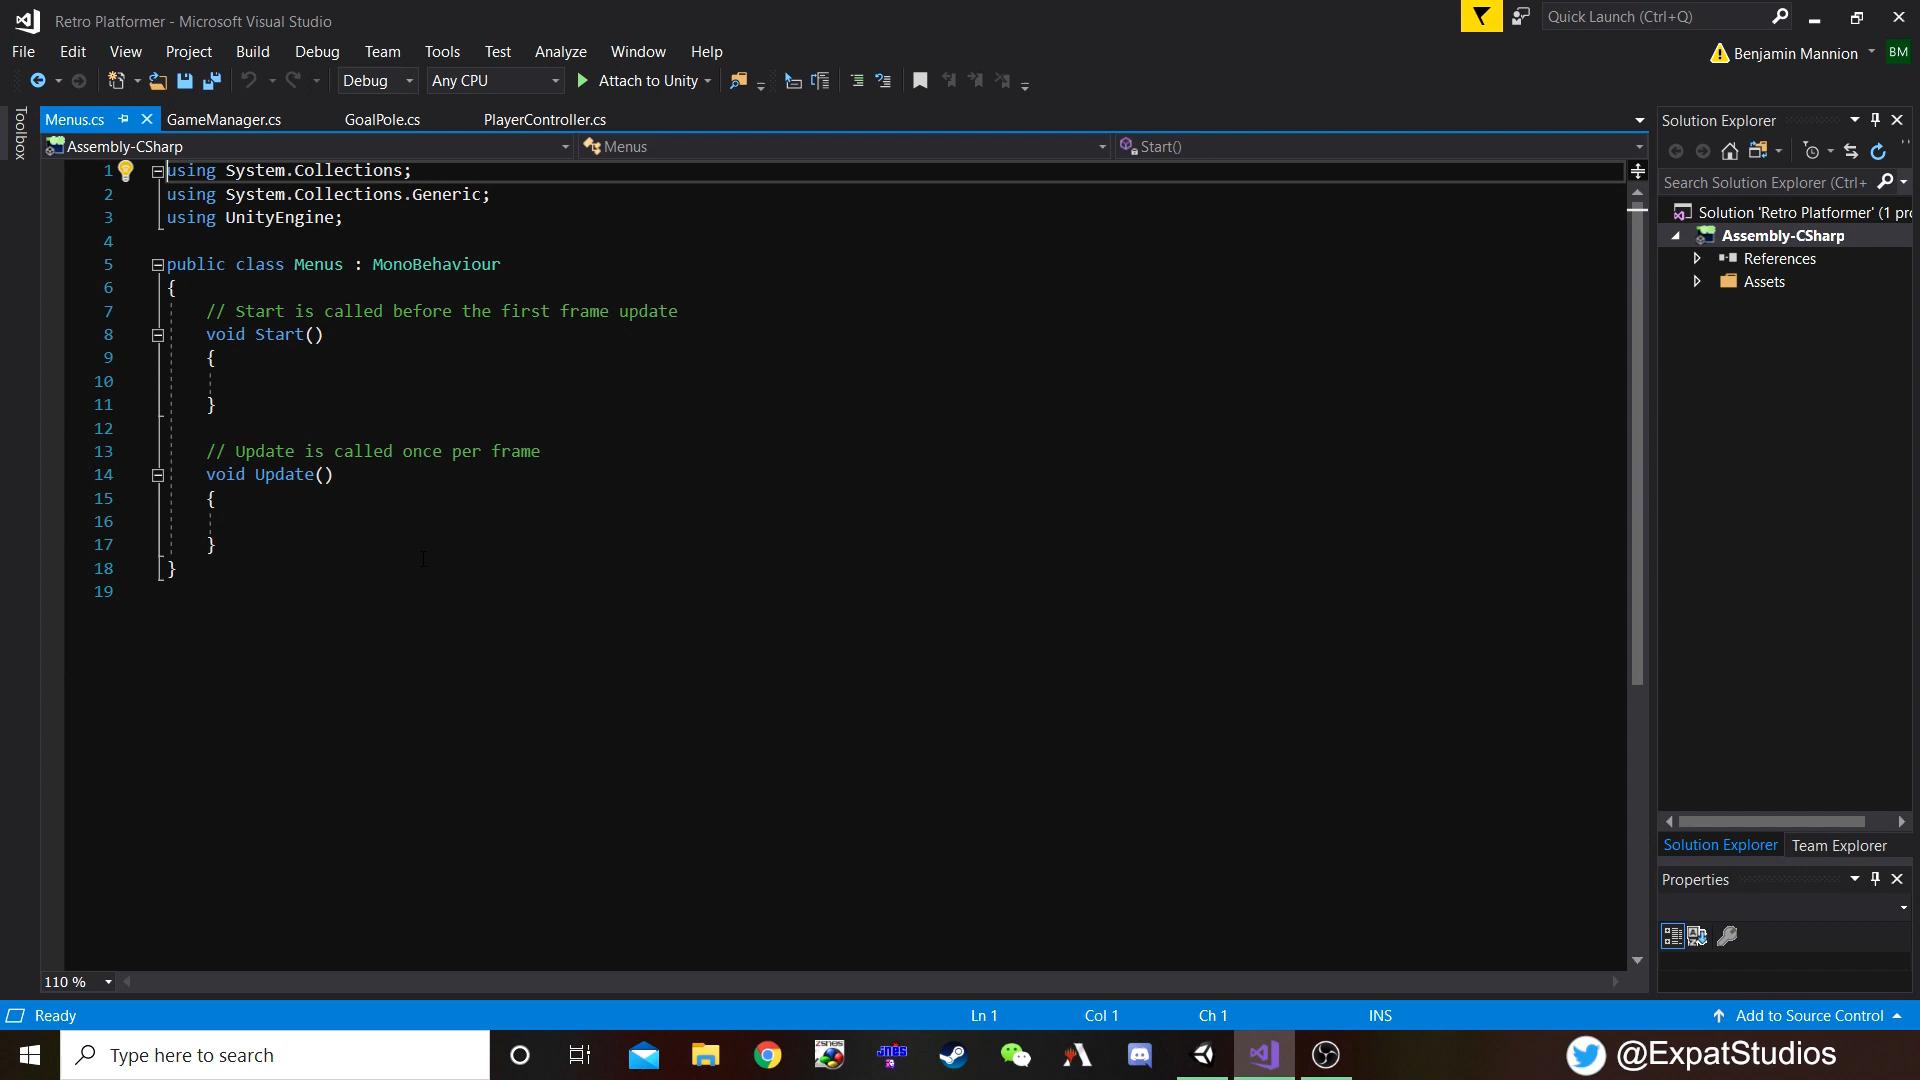 Retro Platformer - Microsoft Visual Studio
Quick Launch (Ctrl+Q)
File Edit View Project Build Debug Team Tools Test Analyze Window Help
Benjamin Mannion BM
Debug Any CPU Attach to Unity
Toolbox
Menus.cs GameManager.cs GoalPole.cs PlayerController.cs
Assembly-CSharp Menus Start()
1 using System.Collections;
2 using System.Collections.Generic;
3 using UnityEngine;
4
5 public class Menus : MonoBehaviour
6 {
7 // Start is called before the first frame update
8 void Start()
9 {
10
11 }
12
13 // Update is called once per frame
14 void Update()
15 {
16
17 }
18 }
19
110 %
Solution Explorer
Search Solution Explorer (Ctrl+
Solution 'Retro Platformer' (1 pro
Assembly-CSharp
References
Assets
Solution Explorer Team Explorer
Properties
Ready Ln 1 Col 1 Ch 1 INS Add to Source Control
Type here to search
ZSNES
jnes
@ExpatStudios